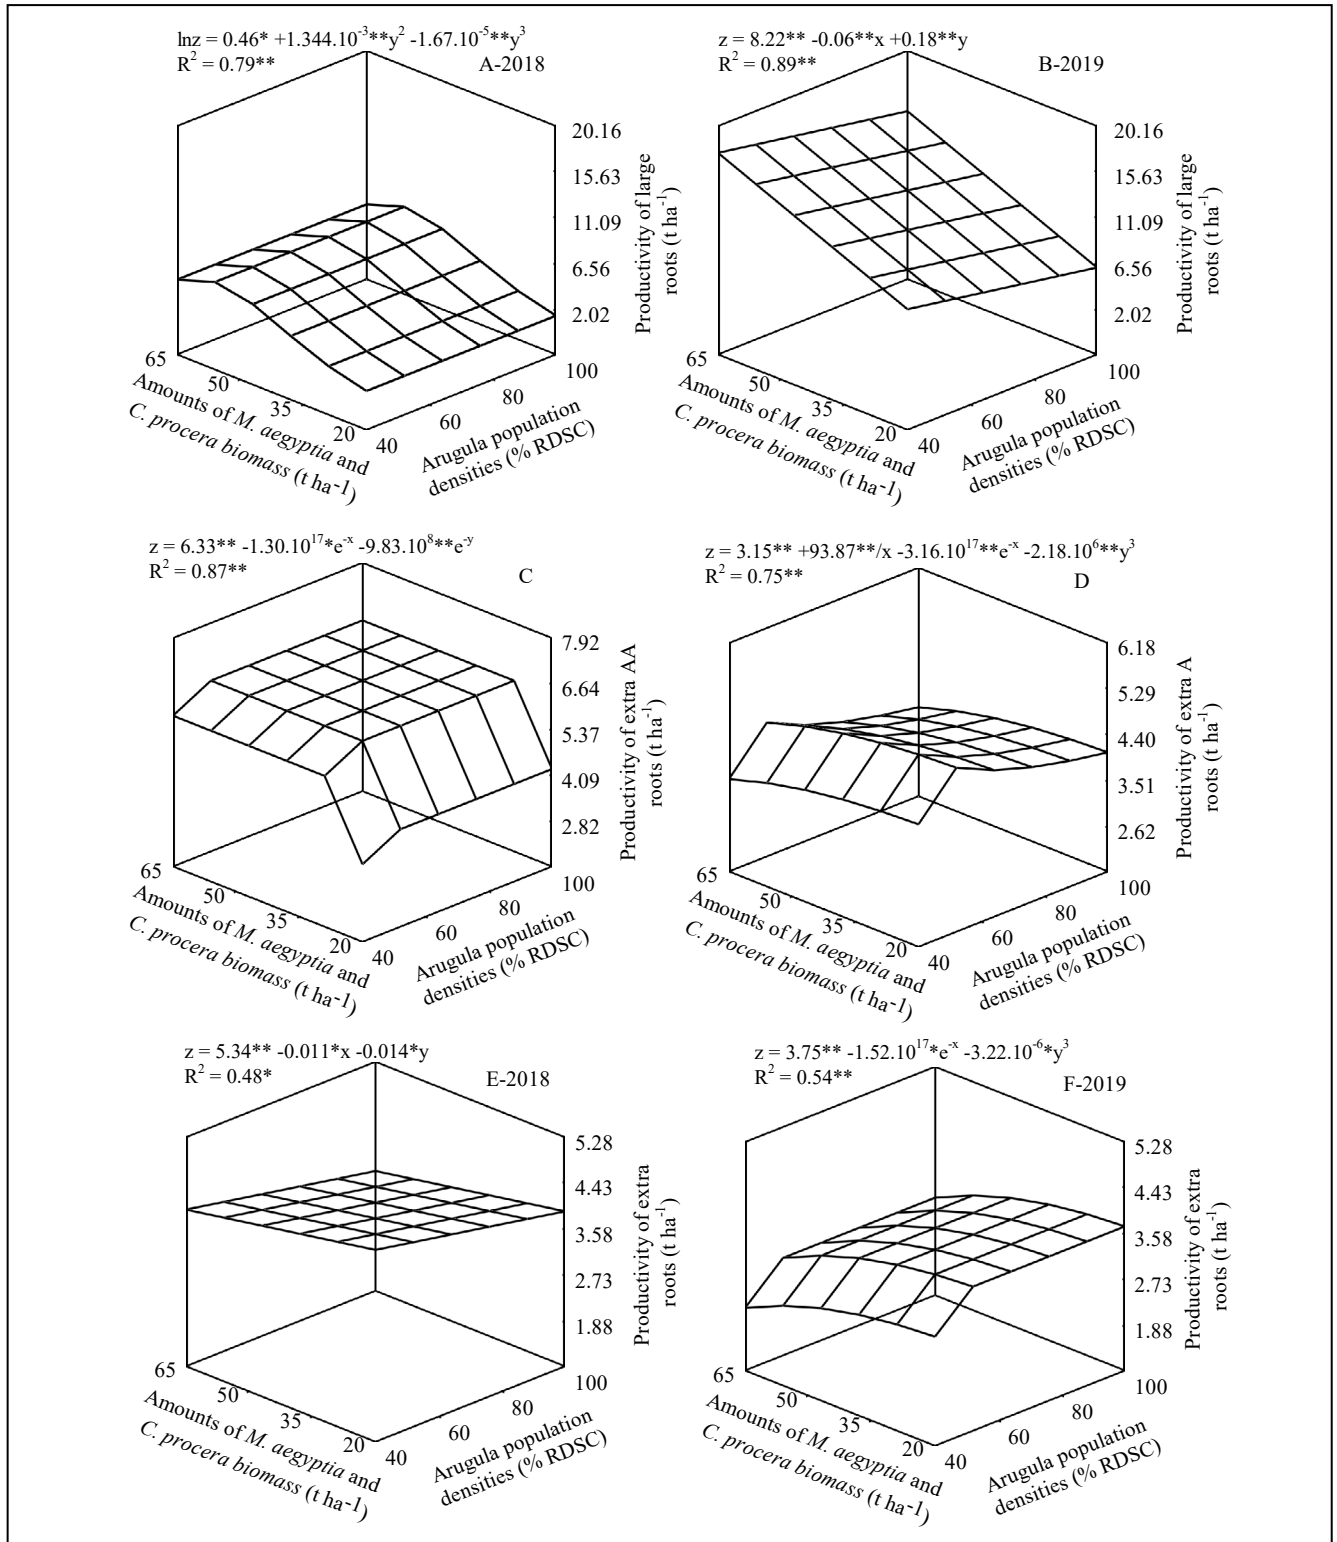 lnz = 0.46* +1.344.10⁻³**y² -1.67.10⁻⁵**y³
R² = 0.79**
A-2018
20.16
15.63
11.09
6.56
2.02
Productivity of large
roots (t ha⁻¹)
65
50
35
20
Amounts of M. aegyptia and
C. procera biomass (t ha⁻¹)
40
60
80
100
Arugula population
densities (% RDSC)
z = 8.22** -0.06**x +0.18**y
R² = 0.89**
B-2019
20.16
15.63
11.09
6.56
2.02
Productivity of large
roots (t ha⁻¹)
65
50
35
20
Amounts of M. aegyptia and
C. procera biomass (t ha⁻¹)
40
60
80
100
Arugula population
densities (% RDSC)
z = 6.33** -1.30.10¹⁷*e⁻ˣ -9.83.10⁸**e⁻ʸ
R² = 0.87**
C
7.92
6.64
5.37
4.09
2.82
Productivity of extra AA
roots (t ha⁻¹)
65
50
35
20
Amounts of M. aegyptia and
C. procera biomass (t ha⁻¹)
40
60
80
100
Arugula population
densities (% RDSC)
z = 3.15** +93.87**/x -3.16.10¹⁷**e⁻ˣ -2.18.10⁶**y³
R² = 0.75**
D
6.18
5.29
4.40
3.51
2.62
Productivity of extra A
roots (t ha⁻¹)
65
50
35
20
Amounts of M. aegyptia and
C. procera biomass (t ha⁻¹)
40
60
80
100
Arugula population
densities (% RDSC)
z = 5.34** -0.011*x -0.014*y
R² = 0.48*
E-2018
5.28
4.43
3.58
2.73
1.88
Productivity of extra
roots (t ha⁻¹)
65
50
35
20
Amounts of M. aegyptia and
C. procera biomass (t ha⁻¹)
40
60
80
100
Arugula population
densities (% RDSC)
z = 3.75** -1.52.10¹⁷*e⁻ˣ -3.22.10⁻⁶*y³
R² = 0.54**
F-2019
5.28
4.43
3.58
2.73
1.88
Productivity of extra
roots (t ha⁻¹)
65
50
35
20
Amounts of M. aegyptia and
C. procera biomass (t ha⁻¹)
40
60
80
100
Arugula population
densities (% RDSC)